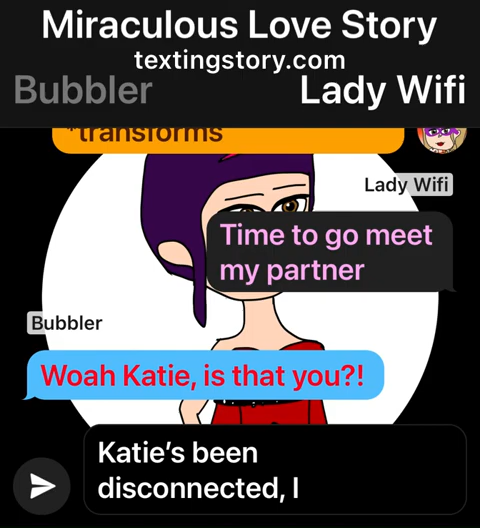 Miraculous Love Story
textingstory.com
Bubbler Lady Wifi
*transforms
Lady Wifi
Time to go meet
my partner
Bubbler
Woah Katie, is that you?!
Katie’s been
disconnected, I